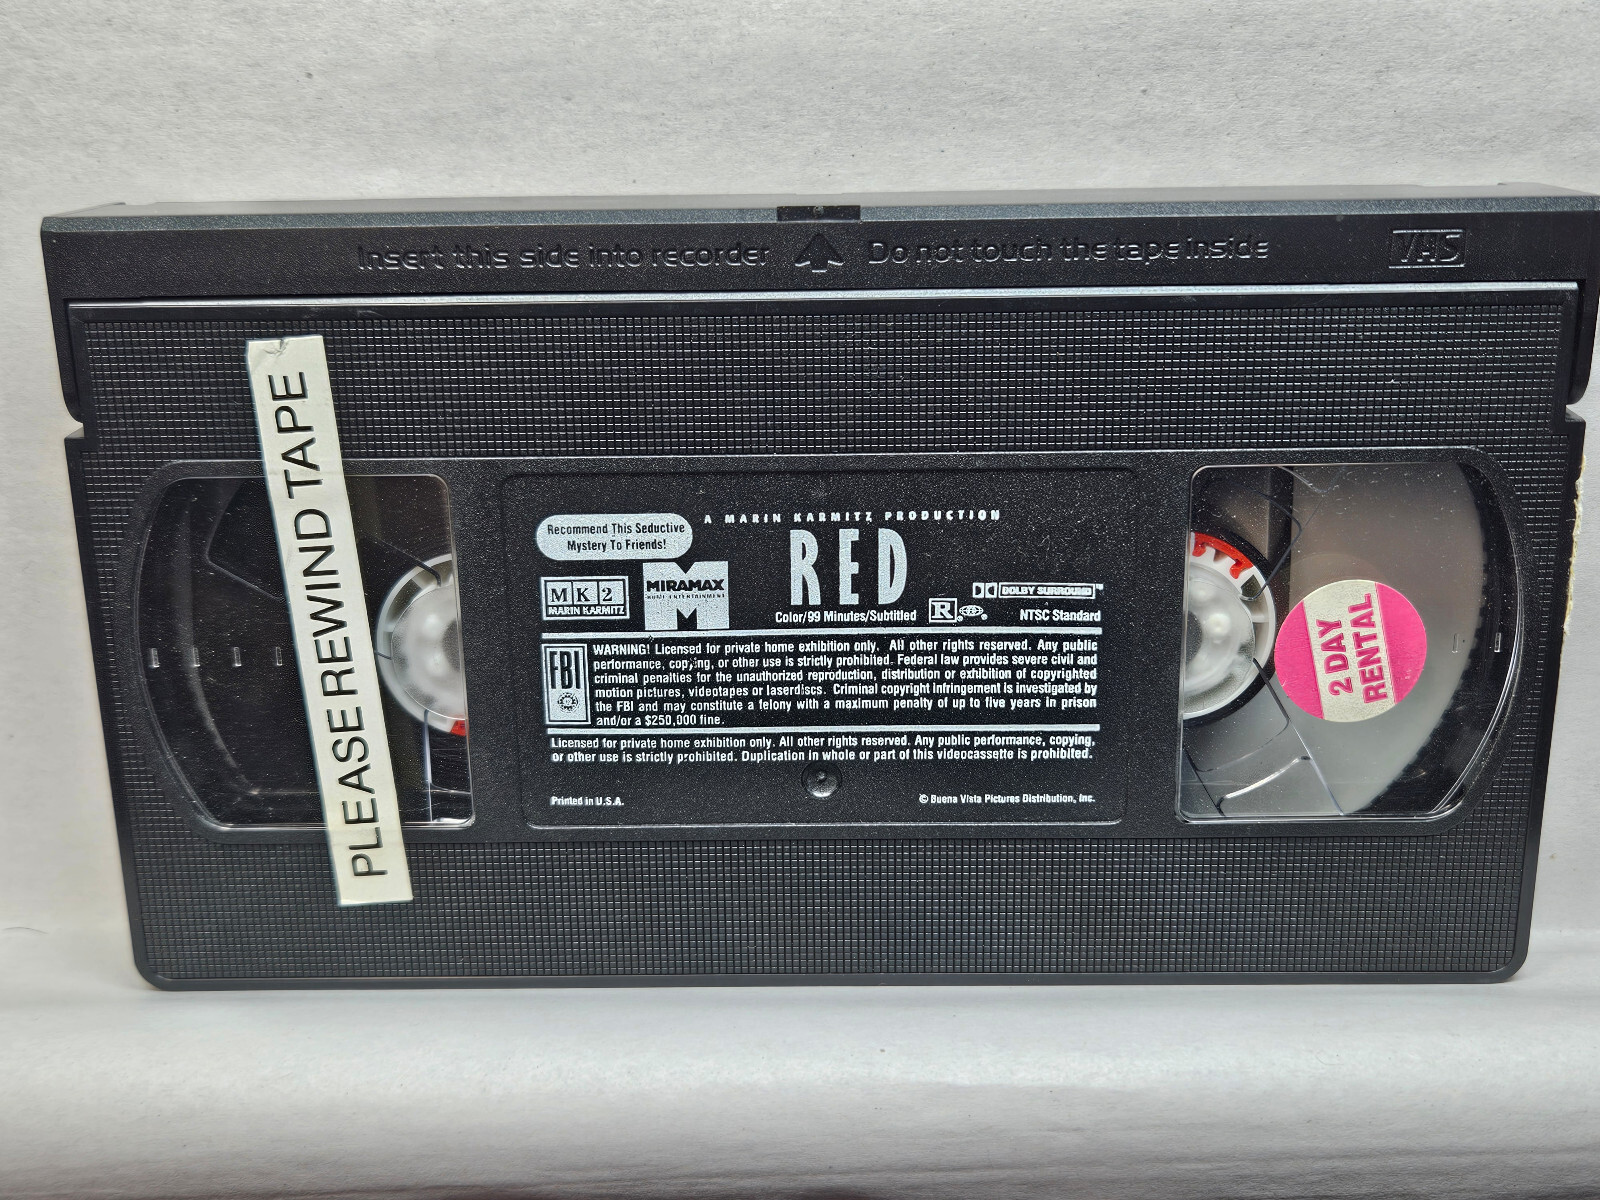 Insert this side into recorder Do not touch the tape inside VHS
PLEASE REWIND TAPE
Recommend This Seductive
Mystery To Friends!
A MARIN KARMITZ PRODUCTION
RED
MK2
MARIN KARMITZ
MIRAMAX
HOME ENTERTAINMENT
M
DOLBY SURROUND™
Color/99 Minutes/Subtitled R NTSC Standard
FBI
WARNING! Licensed for private home exhibition only. All other rights reserved. Any public
performance, copying, or other use is strictly prohibited. Federal law provides severe civil and
criminal penalties for the unauthorized reproduction, distribution or exhibition of copyrighted
motion pictures, videotapes or laserdiscs. Criminal copyright infringement is investigated by
the FBI and may constitute a felony with a maximum penalty of up to five years in prison
and/or a $250,000 fine.
Licensed for private home exhibition only. All other rights reserved. Any public performance, copying,
or other use is strictly prohibited. Duplication in whole or part of this videocassette is prohibited.
Printed in U.S.A. © Buena Vista Pictures Distribution, Inc.
2 DAY
RENTAL